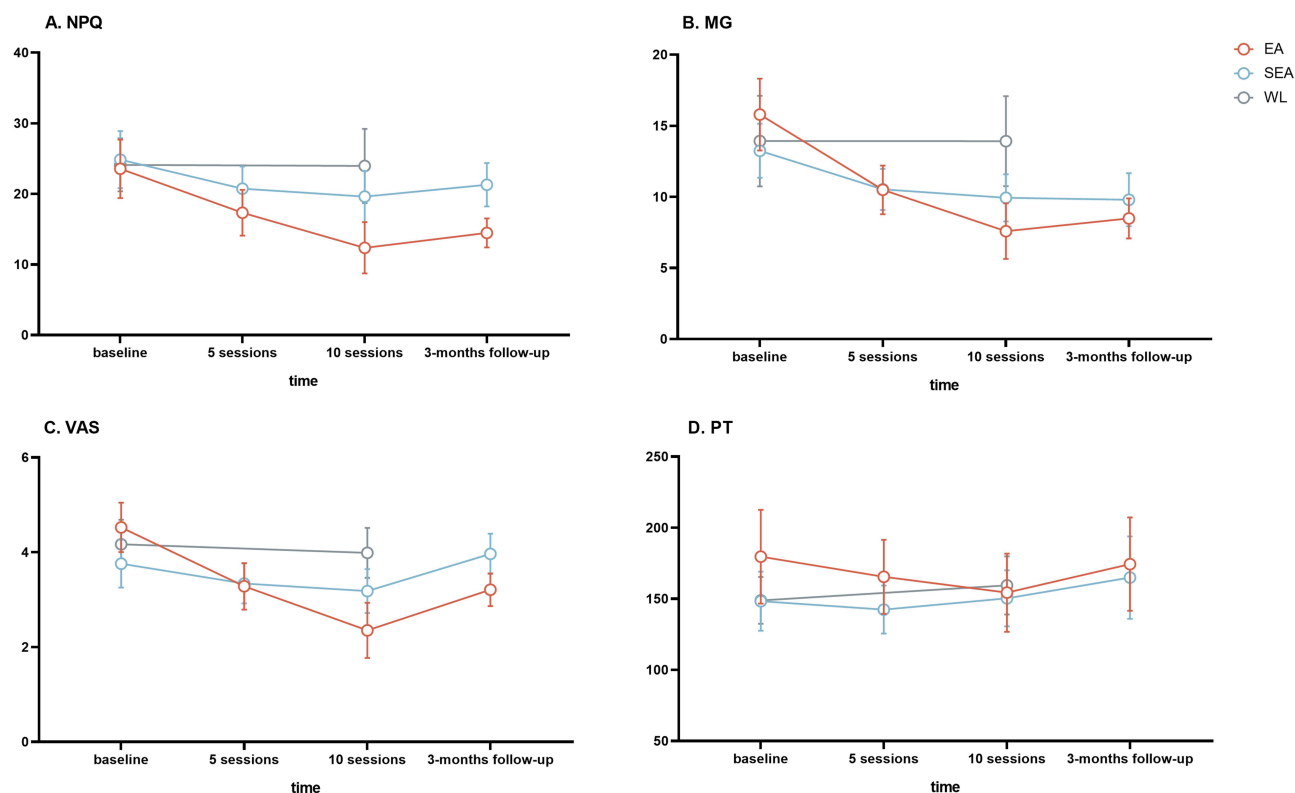 A. NPQ
40
30
20
10
0
baseline 5 sessions 10 sessions 3-months follow-up
time
B. MG
20
15
10
5
0
baseline 5 sessions 10 sessions 3-months follow-up
time
EA
SEA
WL
C. VAS
6
4
2
0
baseline 5 sessions 10 sessions 3-months follow-up
time
D. PT
250
200
150
100
50
baseline 5 sessions 10 sessions 3-months follow-up
time